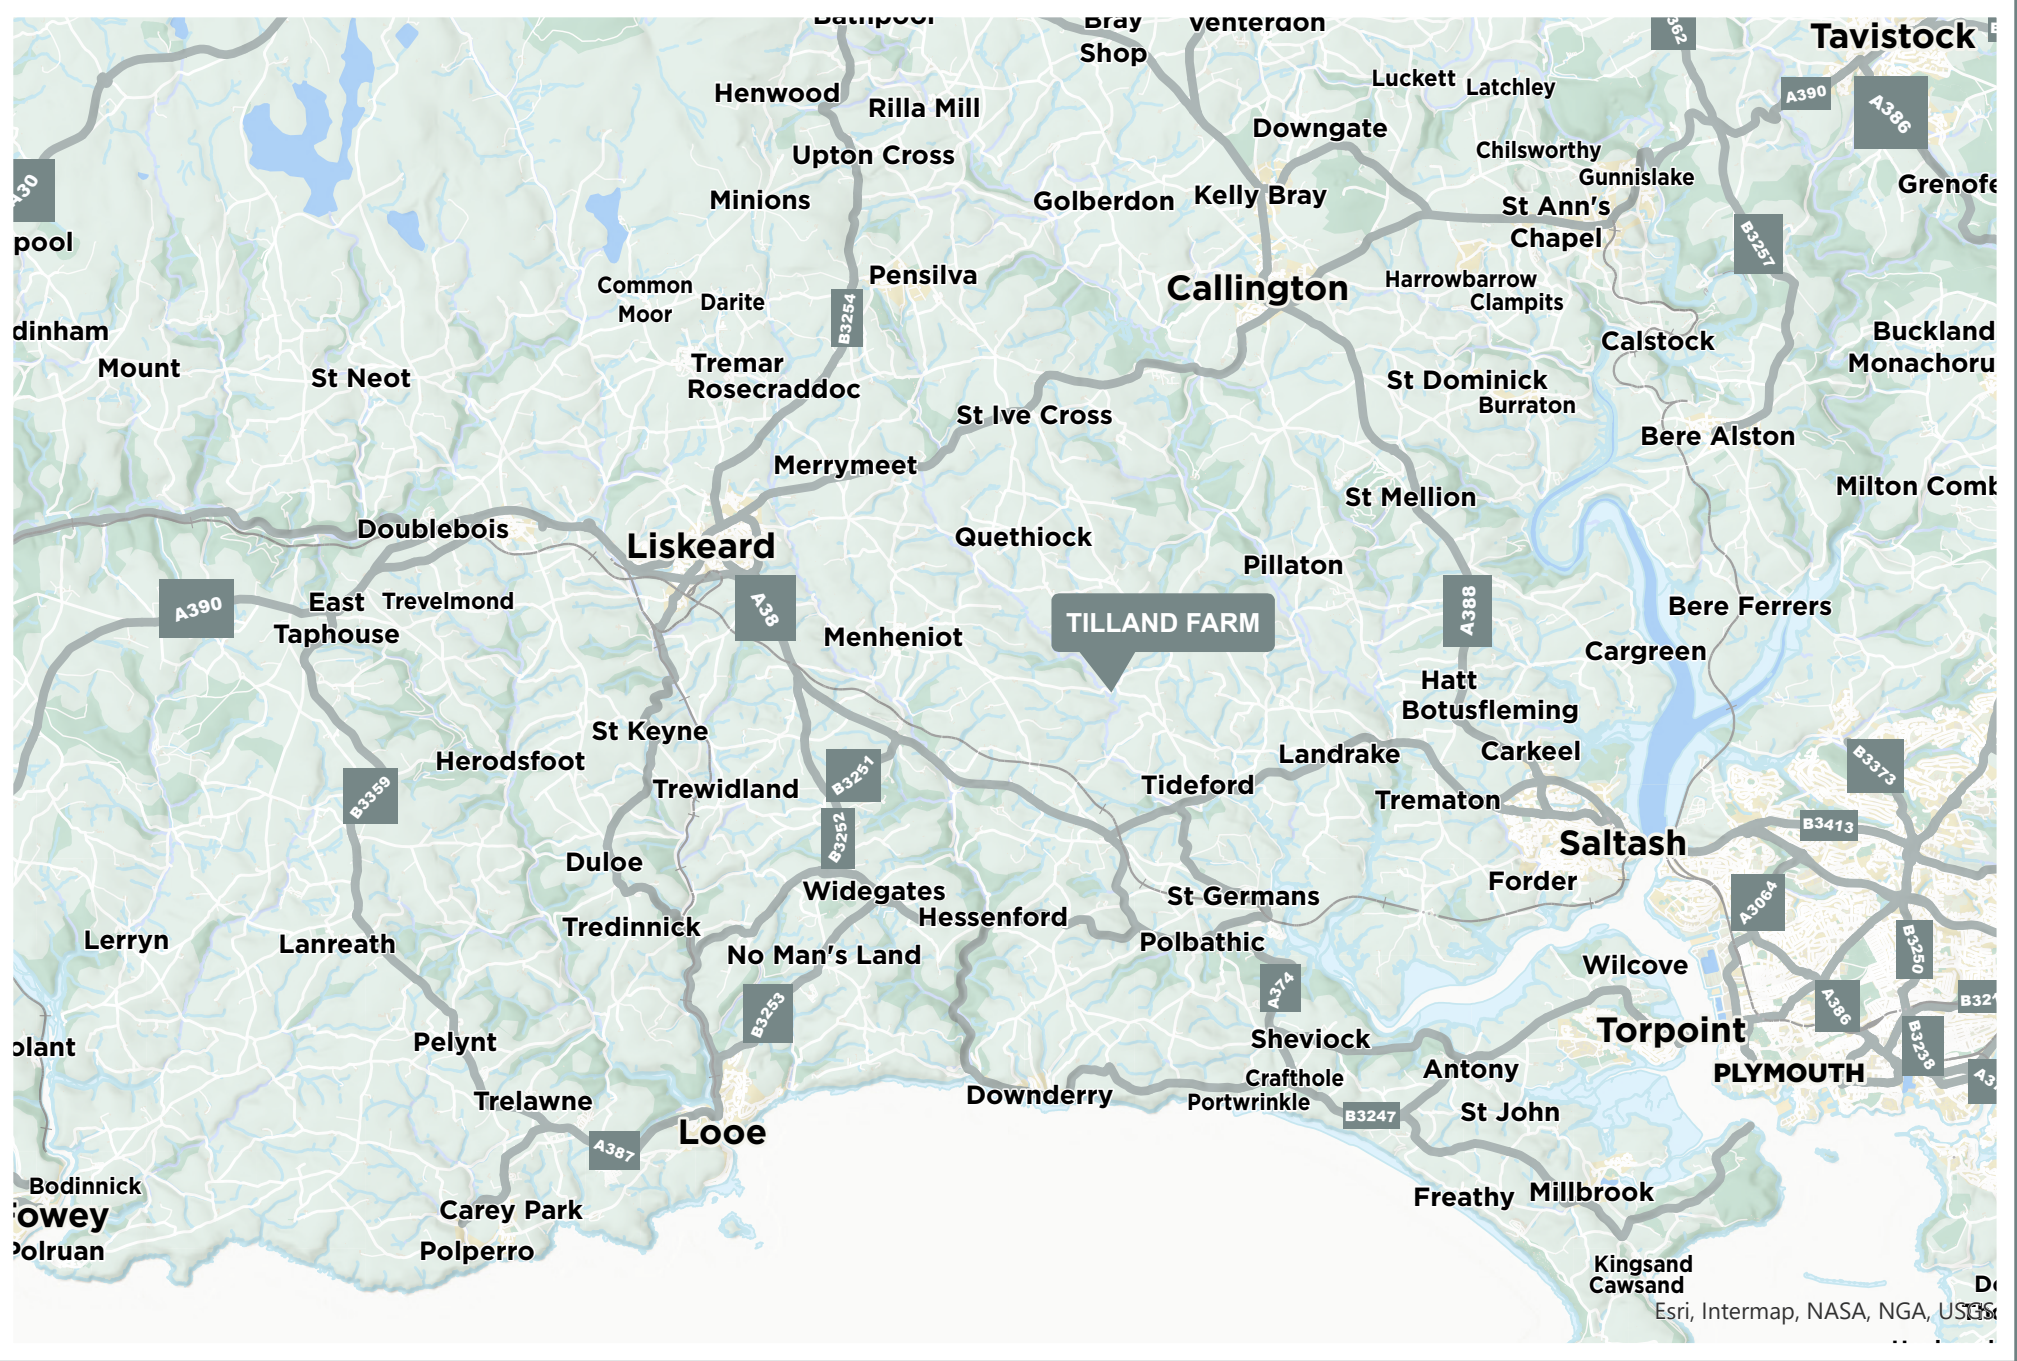 Bathpool
Bray
Shop
Venterdon
Tavistock
Henwood
Rilla Mill
Luckett
Latchley
A390
A386
Downgate
Upton Cross
Chilsworthy
Gunnislake
A30
Minions
Golberdon
Kelly Bray
St Ann's
Chapel
Grenofe
B3257
pool
Pensilva
Common
Moor
Darite
B3254
Callington
Harrowbarrow
Clampits
dinham
Mount
St Neot
Tremar
Rosecraddoc
Calstock
Buckland
Monachoru
St Dominick
Burraton
St Ive Cross
Bere Alston
Merrymeet
St Mellion
Milton Comb
Doublebois
Liskeard
Quethiock
Pillaton
A390
East
Taphouse
Trevelmond
A38
Menheniot
TILLAND FARM
A388
Bere Ferrers
Cargreen
Hatt
Botusfleming
St Keyne
Herodsfoot
Trewidland
B3251
Landrake
Carkeel
Tideford
Trematon
B3373
B3359
B3252
B3413
Saltash
Duloe
Widegates
St Germans
Forder
A3064
Tredinnick
Hessenford
Lerryn
Lanreath
No Man's Land
Polbathic
B3250
Wilcove
B3253
A374
A386
B321
Torpoint
B3238
olant
Pelynt
Sheviock
PLYMOUTH
Antony
A3
Trelawne
Downderry
Crafthole
Portwrinkle
B3247
St John
Looe
A387
Bodinnick
Fowey
Polruan
Carey Park
Polperro
Freathy
Millbrook
Kingsand
Cawsand
Esri, Intermap, NASA, NGA, USGS